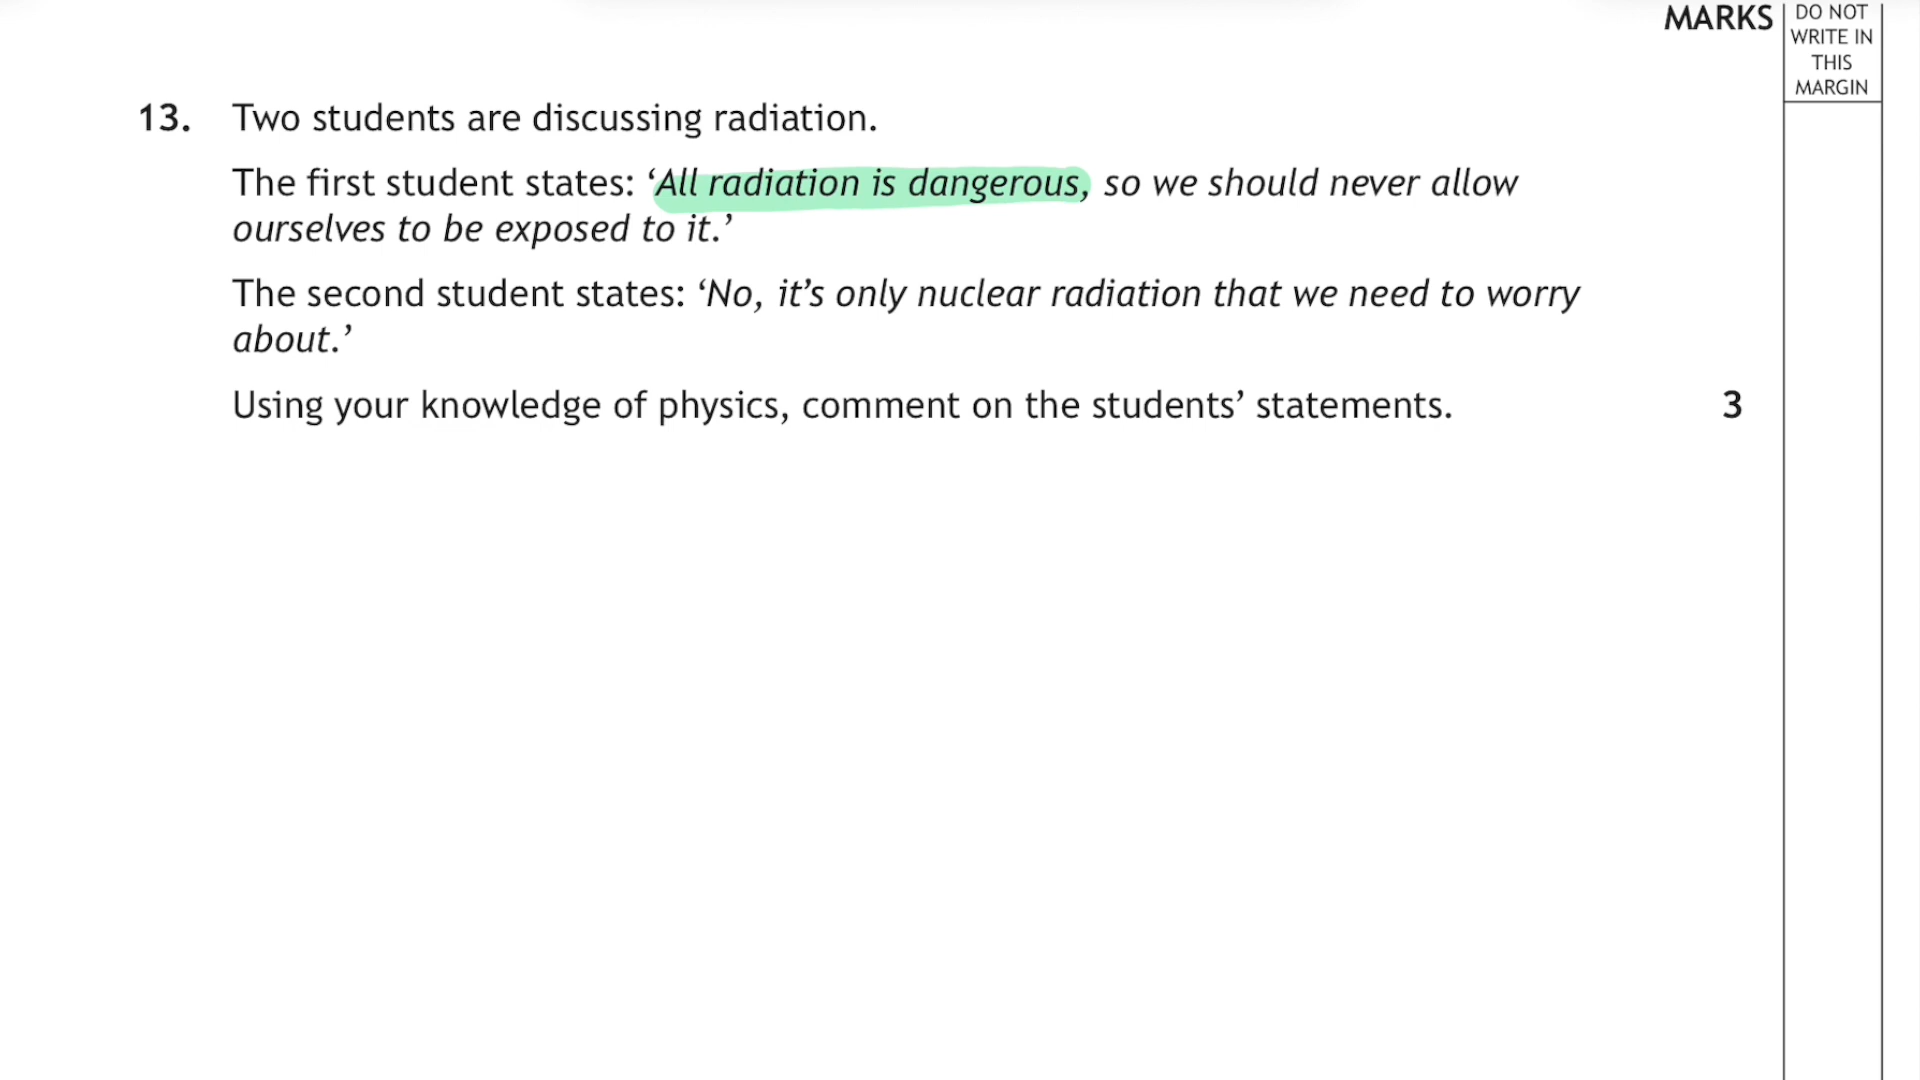 MARKS
DO NOT
WRITE IN
THIS
MARGIN
13. Two students are discussing radiation.
The first student states: ‘All radiation is dangerous, so we should never allow
ourselves to be exposed to it.’
The second student states: ‘No, it’s only nuclear radiation that we need to worry
about.’
Using your knowledge of physics, comment on the students’ statements. 3